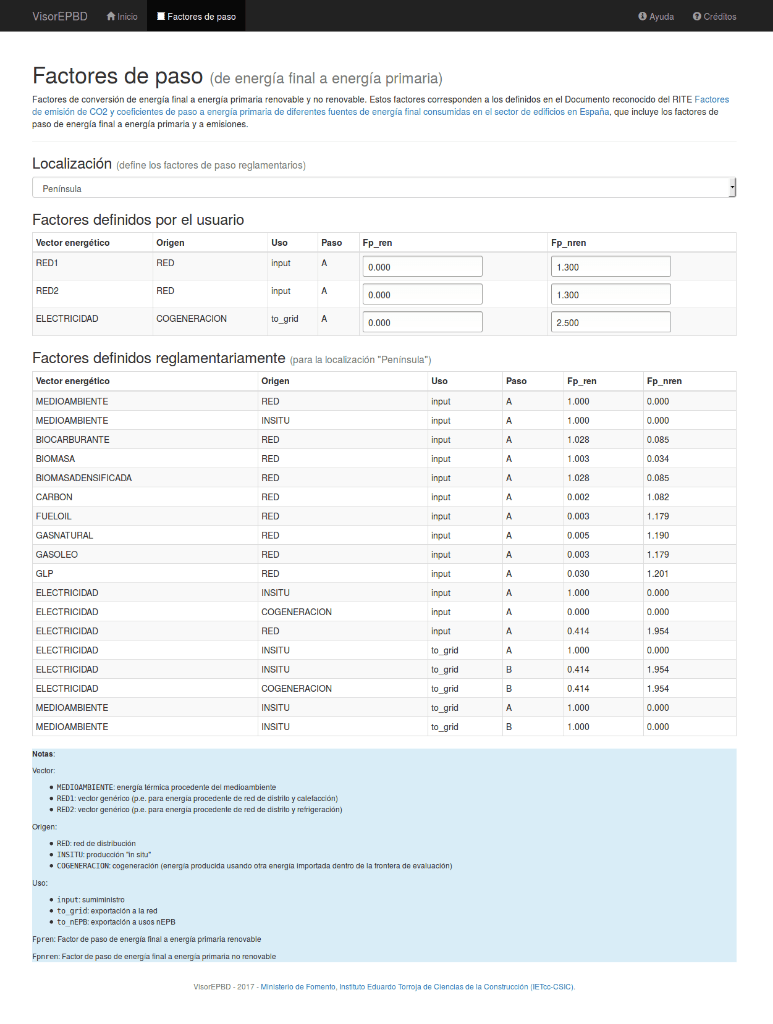 VisorEPBD Inicio Factores de paso Ayuda Créditos
Factores de paso (de energía final a energía primaria)
Factores de conversión de energía final a energía primaria renovable y no renovable. Estos factores corresponden a los definidos en el Documento reconocido del RITE Factores
de emisión de CO2 y coeficientes de paso a energía primaria de diferentes fuentes de energía final consumidas en el sector de edificios en España, que incluye los factores de
paso de energía final a energía primaria y a emisiones.
Localización (define los factores de paso reglamentarios)
Península
Factores definidos por el usuario
Vector energético Origen Uso Paso Fp_ren Fp_nren
RED1 RED input A 0.000 1.300
RED2 RED input A 0.000 1.300
ELECTRICIDAD COGENERACION to_grid A 0.000 2.500
Factores definidos reglamentariamente (para la localización "Península")
Vector energético Origen Uso Paso Fp_ren Fp_nren
MEDIOAMBIENTE RED input A 1.000 0.000
MEDIOAMBIENTE INSITU input A 1.000 0.000
BIOCARBURANTE RED input A 1.028 0.085
BIOMASA RED input A 1.003 0.034
BIOMASADENSIFICADA RED input A 1.028 0.085
CARBON RED input A 0.002 1.082
FUELOIL RED input A 0.003 1.179
GASNATURAL RED input A 0.005 1.190
GASOLEO RED input A 0.003 1.179
GLP RED input A 0.030 1.201
ELECTRICIDAD INSITU input A 1.000 0.000
ELECTRICIDAD COGENERACION input A 0.000 0.000
ELECTRICIDAD RED input A 0.414 1.954
ELECTRICIDAD INSITU to_grid A 1.000 0.000
ELECTRICIDAD INSITU to_grid B 0.414 1.954
ELECTRICIDAD COGENERACION to_grid B 0.414 1.954
MEDIOAMBIENTE INSITU to_grid A 1.000 0.000
MEDIOAMBIENTE INSITU to_grid B 1.000 0.000
Notas:
Vector:
• MEDIOAMBIENTE: energía térmica procedente del medioambiente
• RED1: vector genérico (p.e. para energía procedente de red de distrito y calefacción)
• RED2: vector genérico (p.e. para energía procedente de red de distrito y refrigeración)
Origen:
• RED: red de distribución
• INSITU: producción "in situ"
• COGENERACION: cogeneración (energía producida usando otra energía importada dentro de la frontera de evaluación)
Uso:
• input: sumiministro
• to_grid: exportación a la red
• to_nEPB: exportación a usos nEPB
Fpren: Factor de paso de energía final a energía primaria renovable
Fpnren: Factor de paso de energía final a energía primaria no renovable
VisorEPBD - 2017 - Ministerio de Fomento, Instituto Eduardo Torroja de Ciencias de la Construcción (IETcc-CSIC).